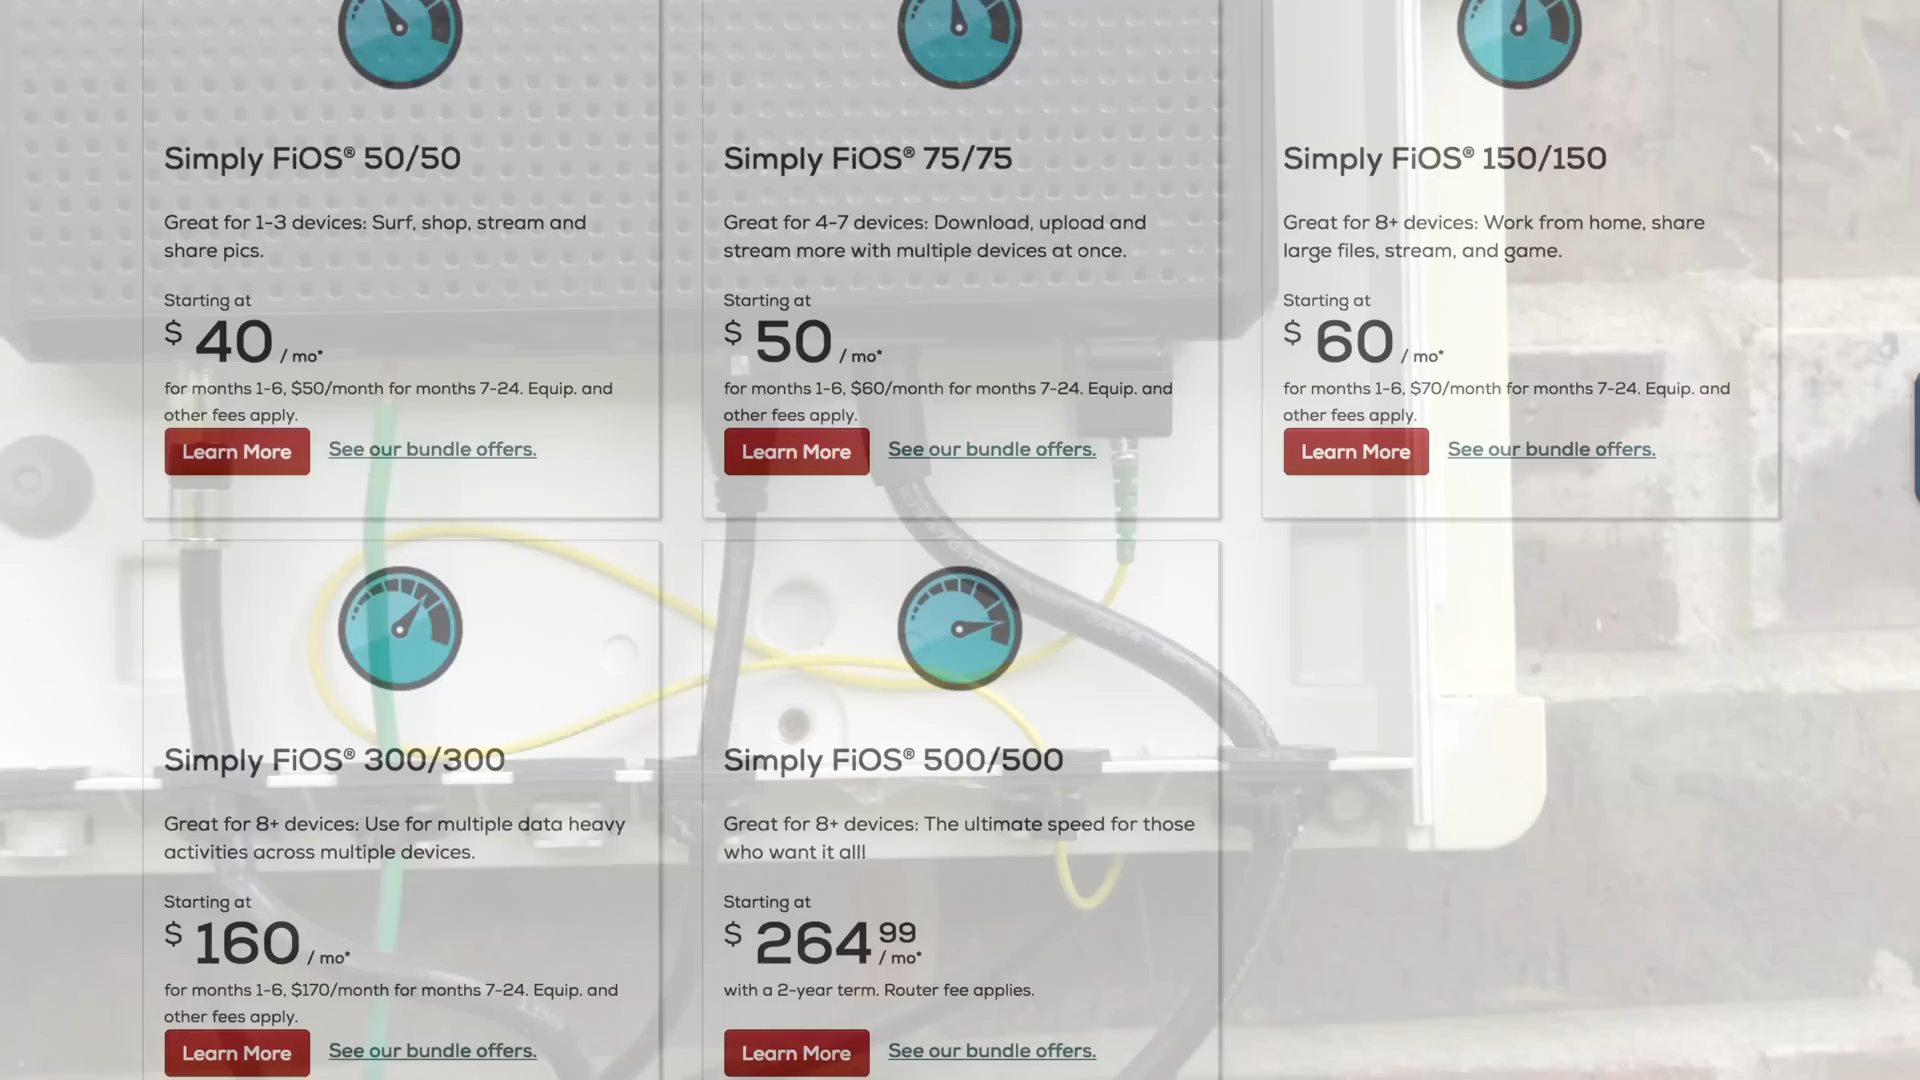 Simply FiOS® 50/50
Great for 1-3 devices: Surf, shop, stream and
share pics.
Starting at
$ 40 / mo*
for months 1-6, $50/month for months 7-24. Equip. and
other fees apply.
Learn More See our bundle offers.
Simply FiOS® 75/75
Great for 4-7 devices: Download, upload and
stream more with multiple devices at once.
Starting at
$ 50 / mo*
for months 1-6, $60/month for months 7-24. Equip. and
other fees apply.
Learn More See our bundle offers.
Simply FiOS® 150/150
Great for 8+ devices: Work from home, share
large files, stream, and game.
Starting at
$ 60 / mo*
for months 1-6, $70/month for months 7-24. Equip. and
other fees apply.
Learn More See our bundle offers.
Simply FiOS® 300/300
Great for 8+ devices: Use for multiple data heavy
activities across multiple devices.
Starting at
$ 160 / mo*
for months 1-6, $170/month for months 7-24. Equip. and
other fees apply.
Learn More See our bundle offers.
Simply FiOS® 500/500
Great for 8+ devices: The ultimate speed for those
who want it all!
Starting at
$ 264 99 / mo*
with a 2-year term. Router fee applies.
Learn More See our bundle offers.